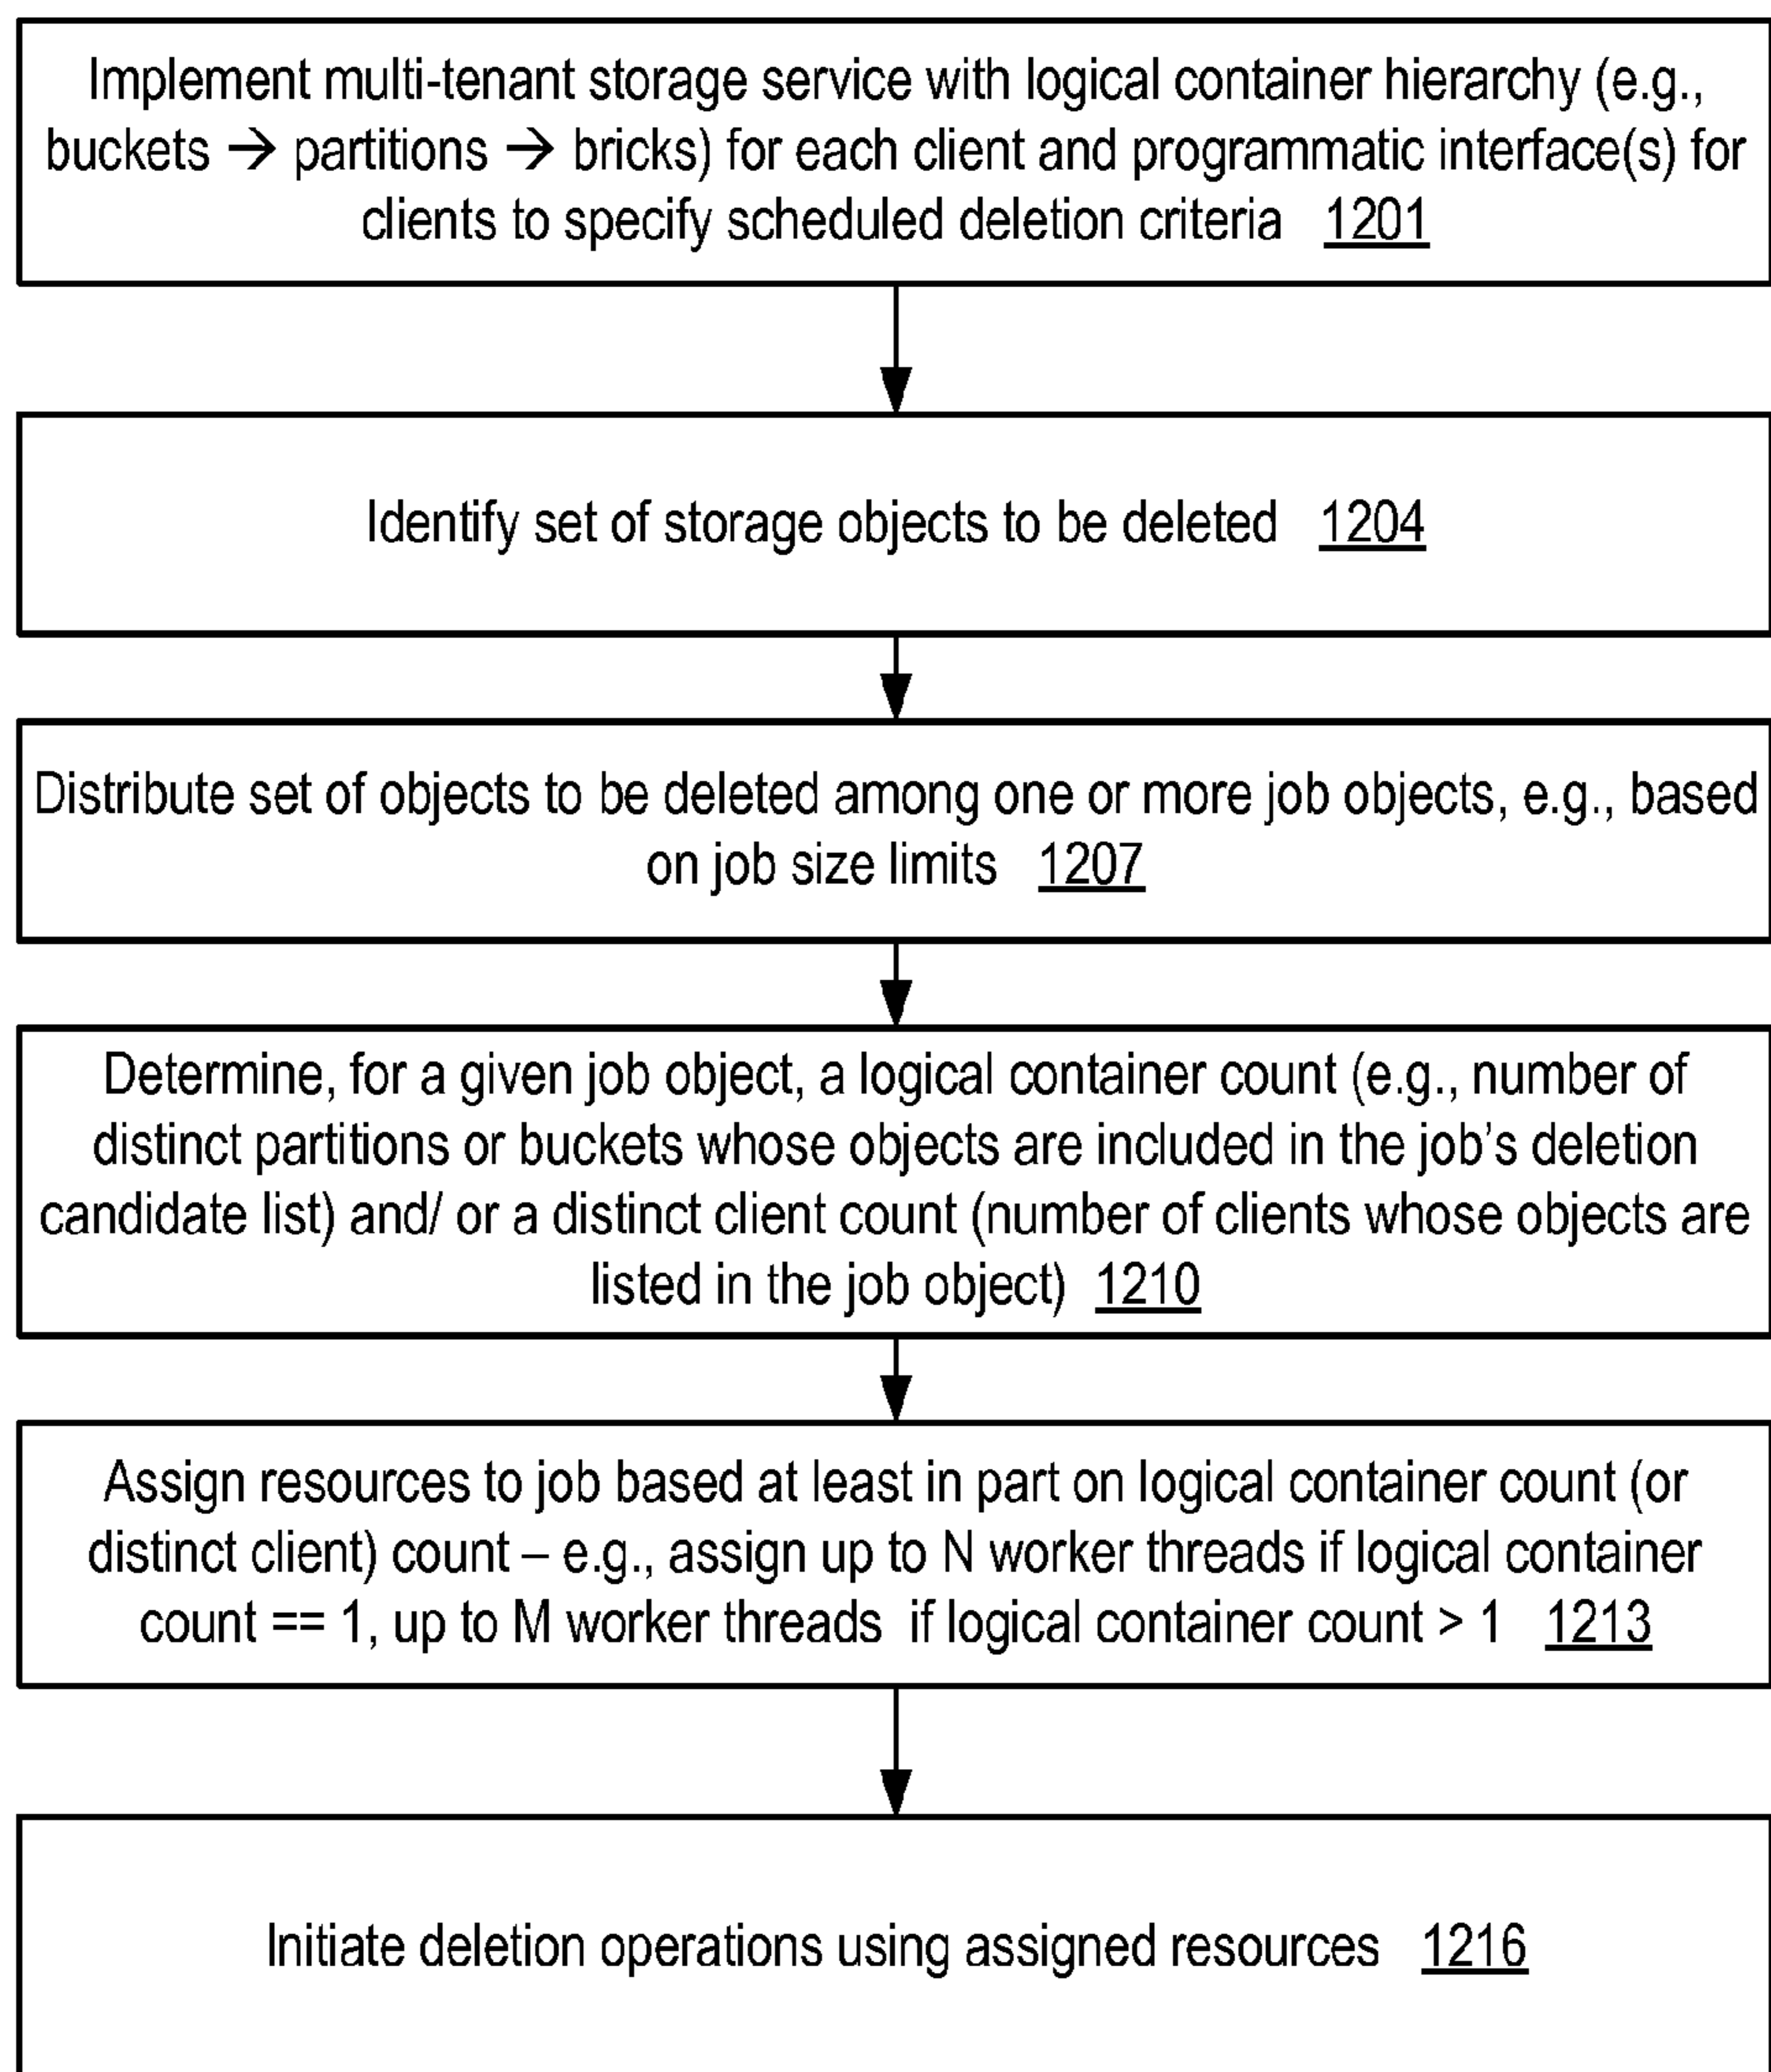 Implement multi-tenant storage service with logical container hierarchy (e.g.,
buckets → partitions → bricks) for each client and programmatic interface(s) for
clients to specify scheduled deletion criteria 1201
Identify set of storage objects to be deleted 1204
Distribute set of objects to be deleted among one or more job objects, e.g., based
on job size limits 1207
Determine, for a given job object, a logical container count (e.g., number of
distinct partitions or buckets whose objects are included in the job’s deletion
candidate list) and/ or a distinct client count (number of clients whose objects are
listed in the job object) 1210
Assign resources to job based at least in part on logical container count (or
distinct client) count – e.g., assign up to N worker threads if logical container
count == 1, up to M worker threads if logical container count > 1 1213
Initiate deletion operations using assigned resources 1216